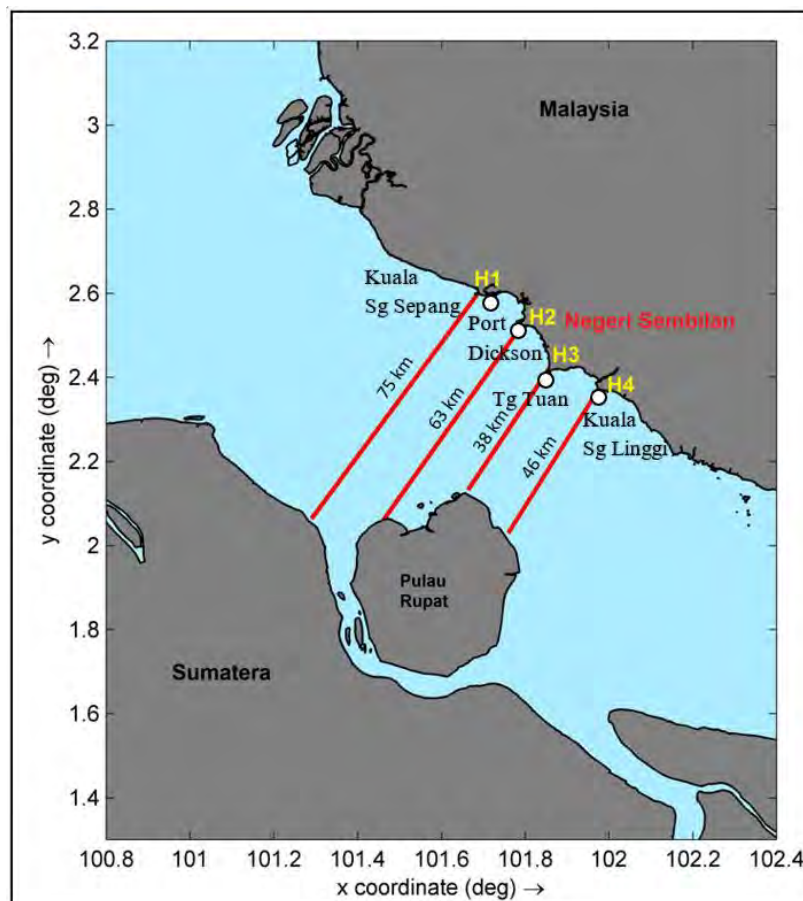 3.2
Malaysia
3
2.8
2.6
Kuala
Sg Sepang
H1
Port
Dickson
H2
Negeri Sembilan
H3
Tg Tuan
H4
Kuala
Sg Linggi
75 km
63 km
38 km
46 km
2.4
2.2
2
1.8
1.6
1.4
Pulau
Rupat
Sumatera
y coordinate (deg) →
100.8 101 101.2 101.4 101.6 101.8 102 102.2 102.4
x coordinate (deg) →